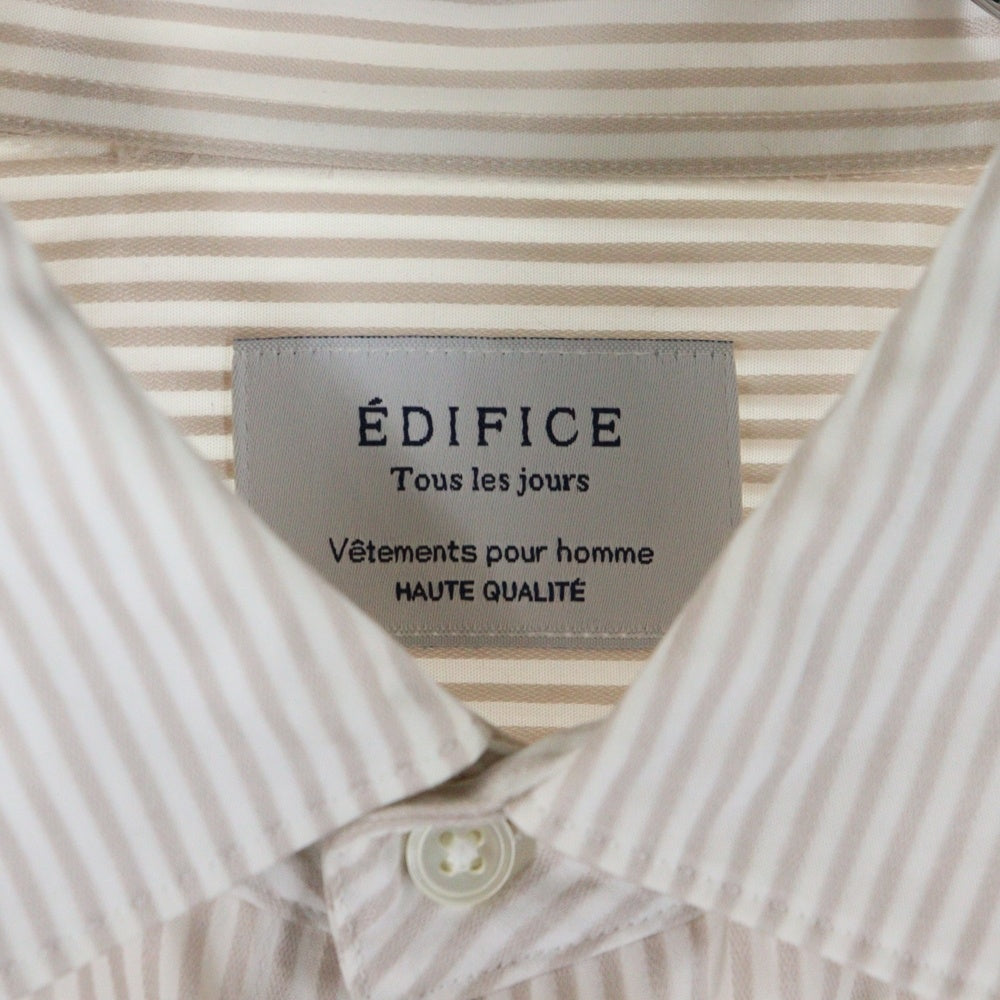 ÉDIFICE
Tous les jours
Vêtements pour homme
HAUTE QUALITÉ